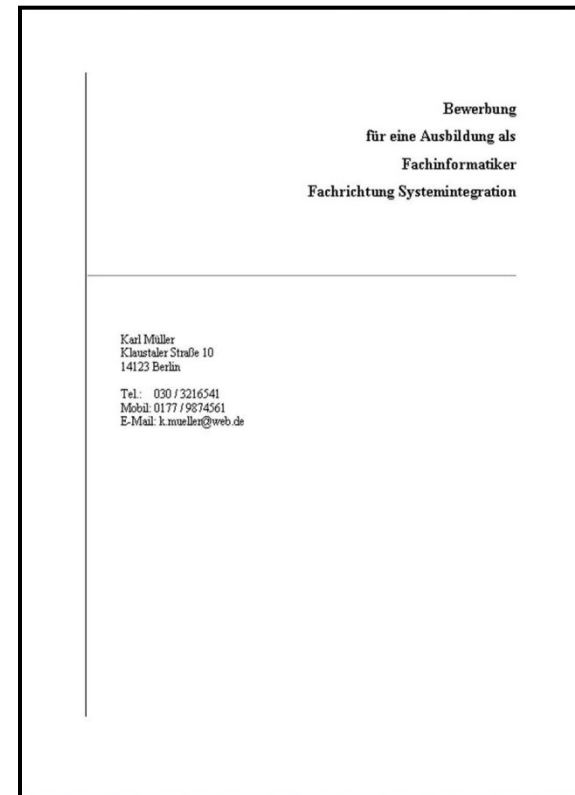 Bewerbung
für eine Ausbildung als
Fachinformatiker
Fachrichtung Systemintegration
Karl Müller
Klaustaler Straße 10
14123 Berlin
Tel.: 030 / 3216541
Mobil: 0177 / 9874561
E-Mail: k.mueller@web.de